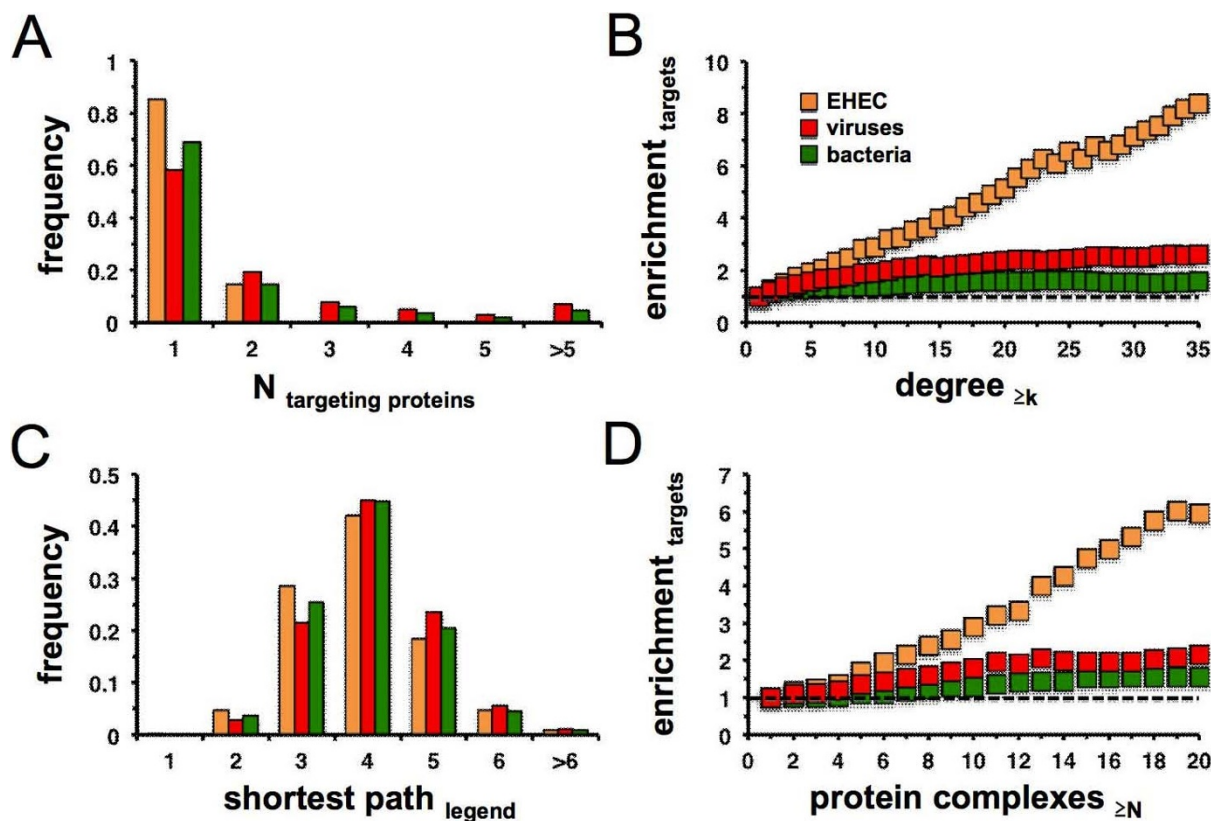 A
frequency
1
0.8
0.6
0.4
0.2
0
1 2 3 4 5 >5
N targeting proteins
B
enrichment targets
10
8
6
4
2
0
EHEC
viruses
bacteria
0 5 10 15 20 25 30 35
degree ≥k
C
frequency
0.5
0.4
0.3
0.2
0.1
0
1 2 3 4 5 6 >6
shortest path legend
D
enrichment targets
7
6
5
4
3
2
1
0
0 2 4 6 8 10 12 14 16 18 20
protein complexes ≥N